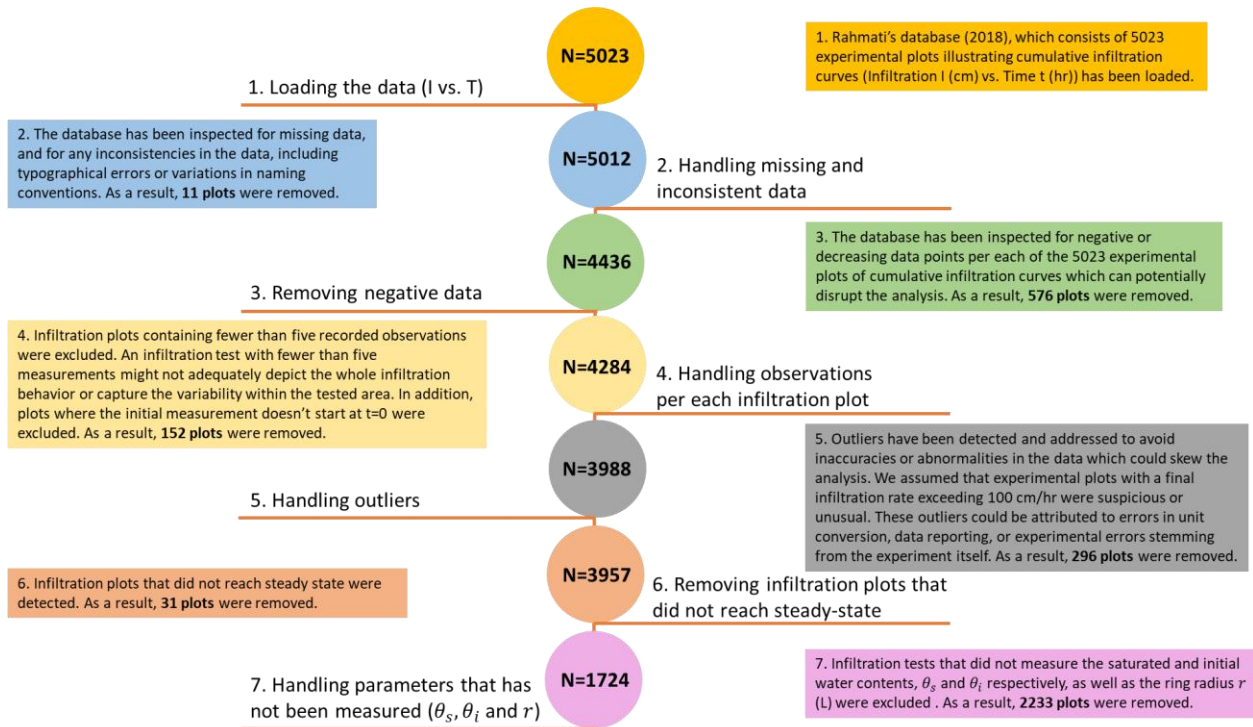 N=5023
1. Rahmati's database (2018), which consists of 5023
experimental plots illustrating cumulative infiltration
curves (Infiltration I (cm) vs. Time t (hr)) has been loaded.
1. Loading the data (I vs. T)
2. The database has been inspected for missing data,
and for any inconsistencies in the data, including
typographical errors or variations in naming
conventions. As a result, 11 plots were removed.
N=5012
2. Handling missing and
inconsistent data
N=4436
3. The database has been inspected for negative or
decreasing data points per each of the 5023 experimental
plots of cumulative infiltration curves which can potentially
disrupt the analysis. As a result, 576 plots were removed.
3. Removing negative data
4. Infiltration plots containing fewer than five recorded observations
were excluded. An infiltration test with fewer than five
measurements might not adequately depict the whole infiltration
behavior or capture the variability within the tested area. In addition,
plots where the initial measurement doesn't start at t=0 were
excluded. As a result, 152 plots were removed.
N=4284
4. Handling observations
per each infiltration plot
N=3988
5. Outliers have been detected and addressed to avoid
inaccuracies or abnormalities in the data which could skew the
analysis. We assumed that experimental plots with a final
infiltration rate exceeding 100 cm/hr were suspicious or
unusual. These outliers could be attributed to errors in unit
conversion, data reporting, or experimental errors stemming
from the experiment itself. As a result, 296 plots were removed.
5. Handling outliers
6. Infiltration plots that did not reach steady state were
detected. As a result, 31 plots were removed.
N=3957
6. Removing infiltration plots that
did not reach steady-state
N=1724
7. Infiltration tests that did not measure the saturated and initial
water contents, θs and θi respectively, as well as the ring radius r
(L) were excluded . As a result, 2233 plots were removed.
7. Handling parameters that has
not been measured (θs, θi and r)